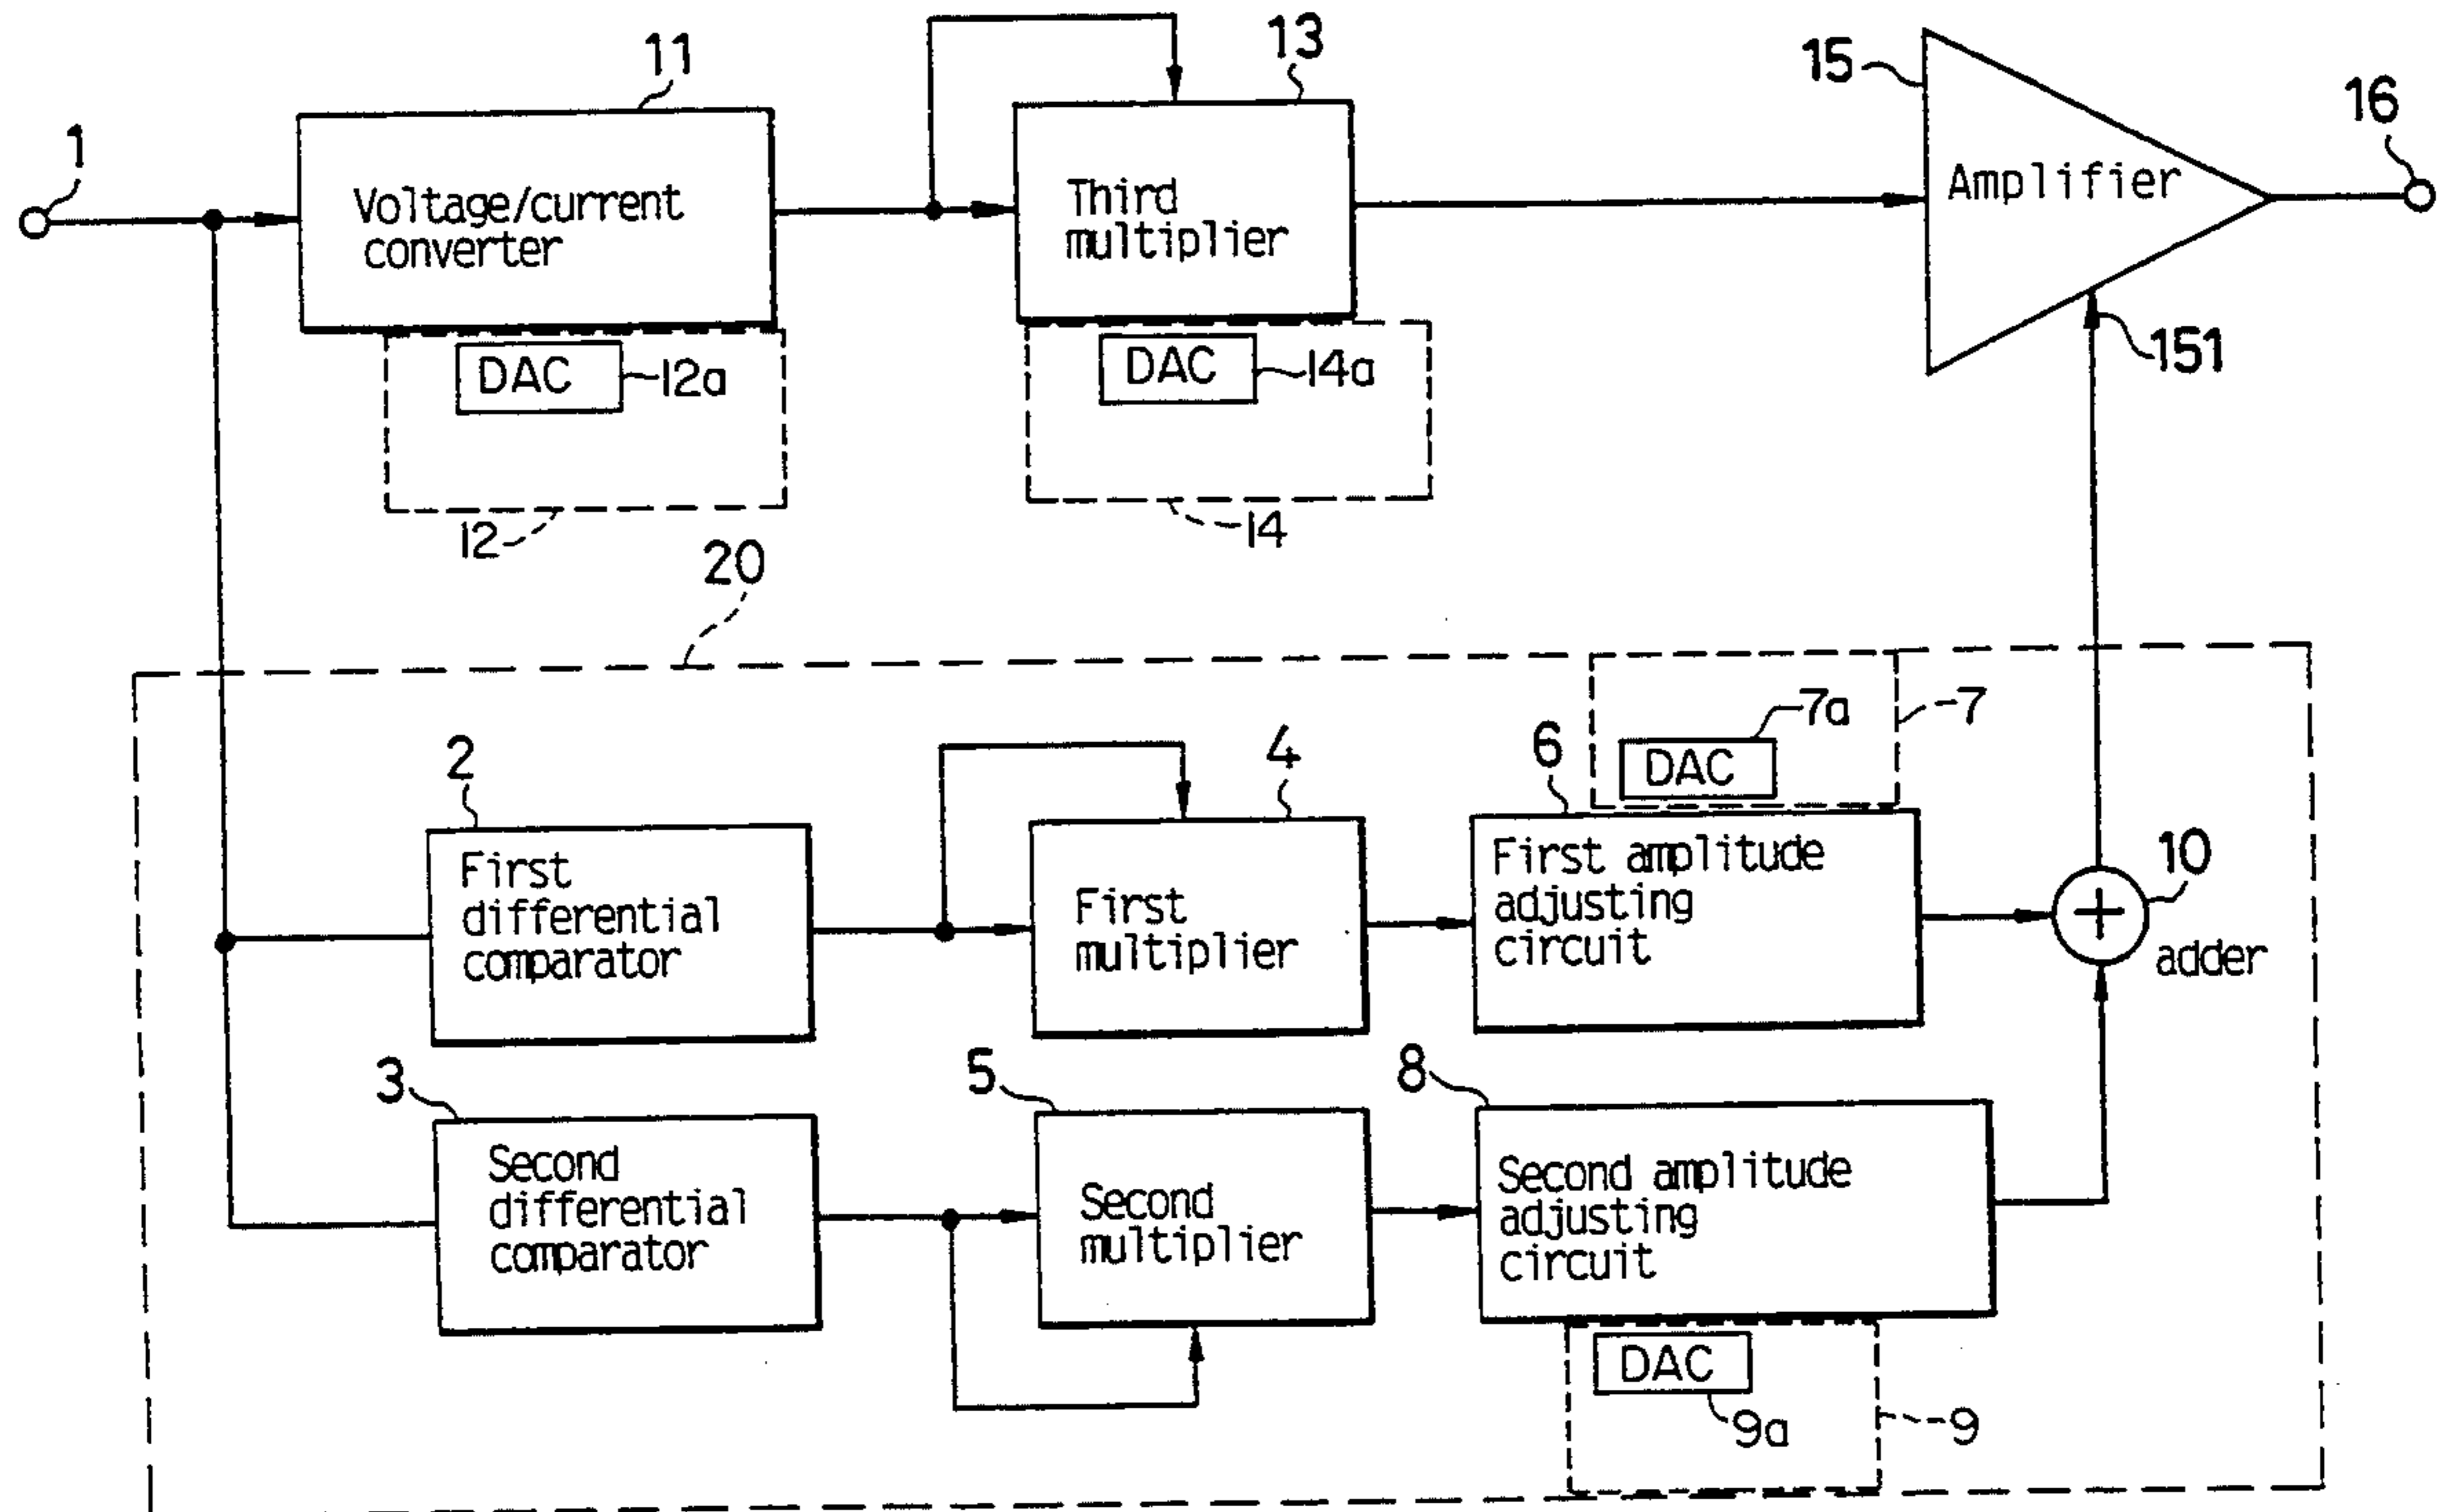 1
11
13
15
16
Voltage/current
converter
Third
multiplier
Amplifier
DAC
12a
DAC
14a
151
12
14
20
7a
7
DAC
2
4
6
10
First
differential
comparator
First
multiplier
First amplitude
adjusting
circuit
+
adder
3
5
8
Second
differential
comparator
Second
multiplier
Second amplitude
adjusting
circuit
DAC
9a
9